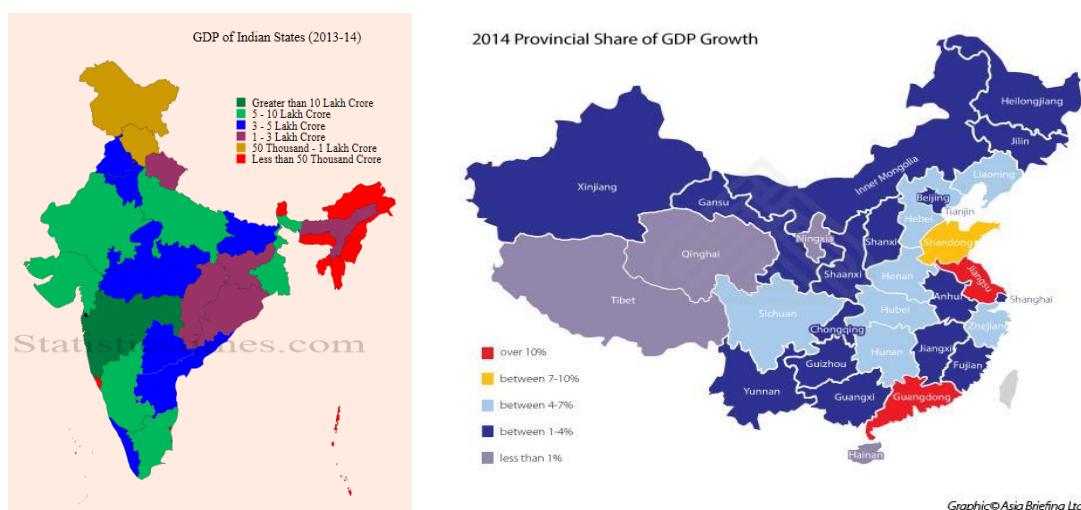 GDP of Indian States (2013-14)
Greater than 10 Lakh Crore
5 - 10 Lakh Crore
3 - 5 Lakh Crore
1 - 3 Lakh Crore
50 Thousand - 1 Lakh Crore
Less than 50 Thousand Crore
2014 Provincial Share of GDP Growth
Heilongjiang
Jilin
Liaoning
Inner Mongolia
Xinjiang
Gansu
Beijing
Tianjin
Hebei
Ningxia
Shanxi
Shandong
Qinghai
Shaanxi
Henan
Jiangsu
Tibet
Anhui
Shanghai
Sichuan
Hubei
Chongqing
Zhejiang
Hunan
Jiangxi
Guizhou
Fujian
Yunnan
Guangxi
Guangdong
Hainan
over 10%
between 7-10%
between 4-7%
between 1-4%
less than 1%
Graphic© Asia Briefing Ltd